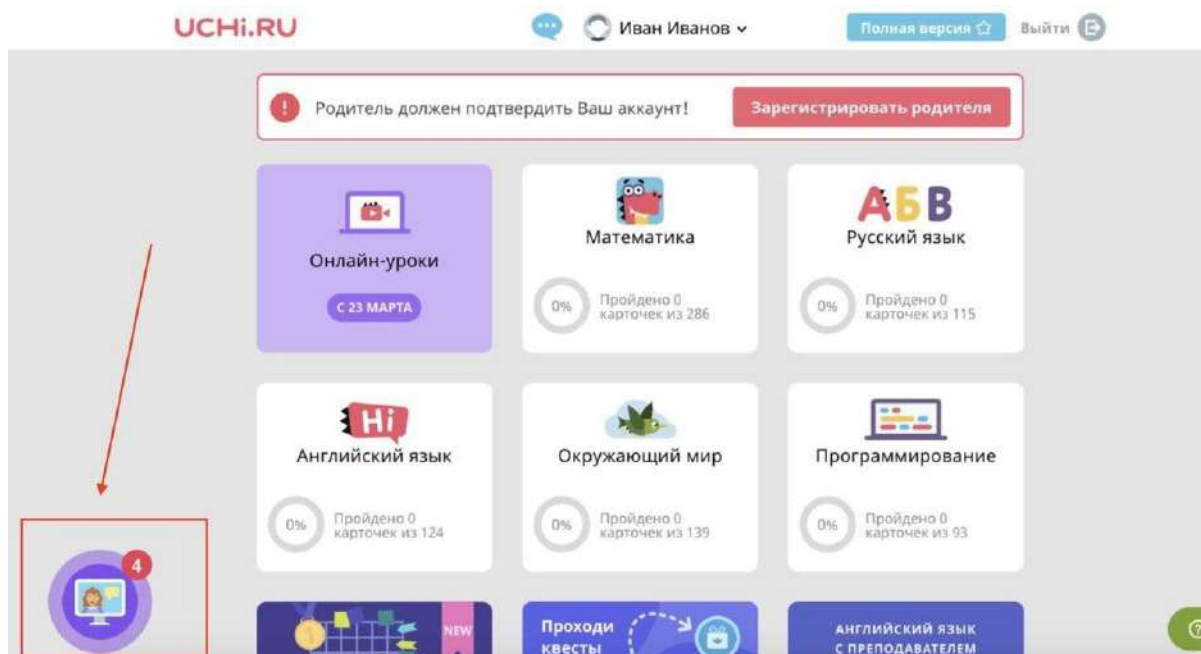 UCHi.RU
Иван Иванов
Полная версия
Выйти
Родитель должен подтвердить Ваш аккаунт!
Зарегистрировать родителя
Онлайн-уроки
С 23 МАРТА
Математика
0%
Пройдено 0
карточек из 286
АБВ
Русский язык
0%
Пройдено 0
карточек из 115
Hi
Английский язык
0%
Пройдено 0
карточек из 124
Окружающий мир
0%
Пройдено 0
карточек из 139
Программирование
0%
Пройдено 0
карточек из 93
4
1
NEW
Проходи
квесты
АНГЛИЙСКИЙ ЯЗЫК
С ПРЕПОДАВАТЕЛЕМ